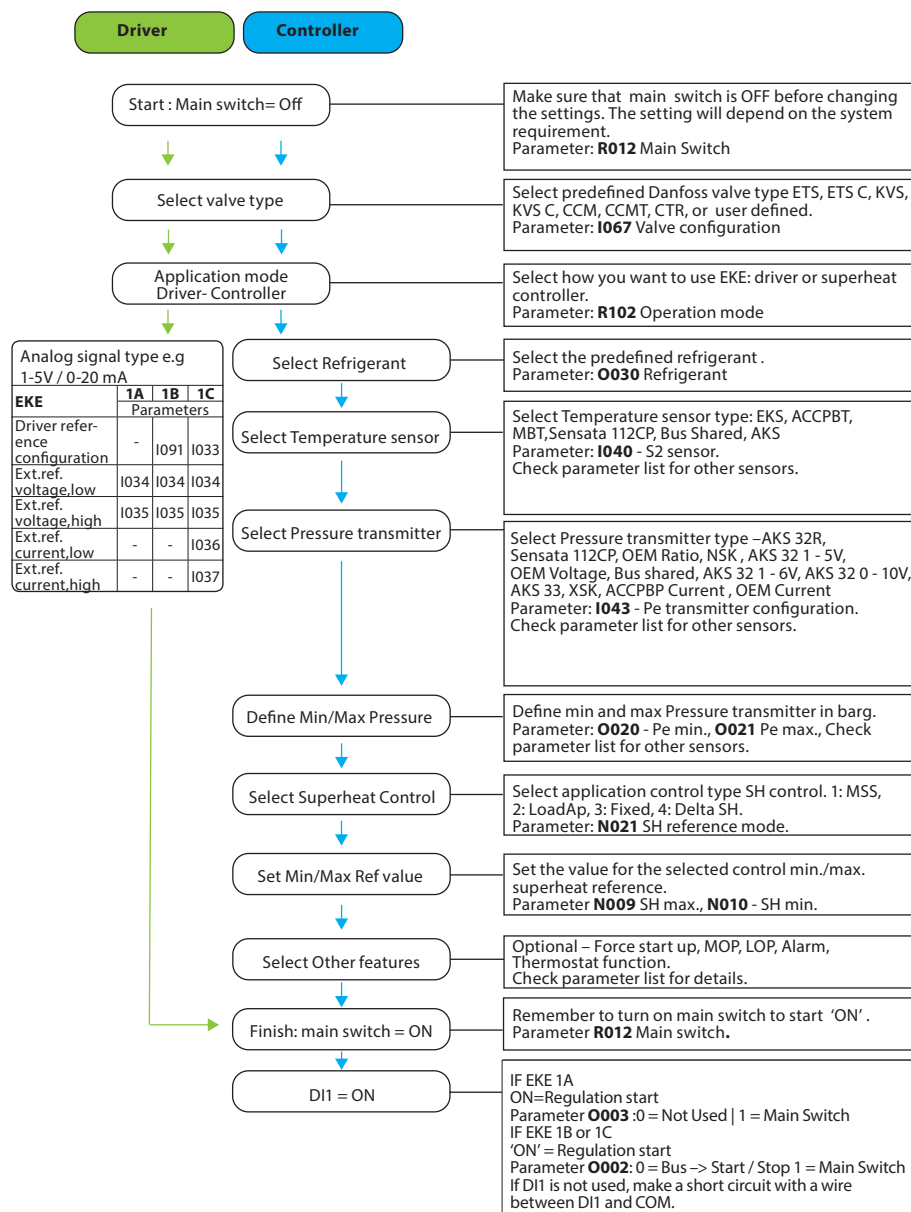 Driver
Controller
Start : Main switch= Off
Make sure that main switch is OFF before changing
the settings. The setting will depend on the system
requirement.
Parameter: R012 Main Switch
Select valve type
Select predefined Danfoss valve type ETS, ETS C, KVS,
KVS C, CCM, CCMT, CTR, or user defined.
Parameter: I067 Valve configuration
Application mode
Driver- Controller
Select how you want to use EKE: driver or superheat
controller.
Parameter: R102 Operation mode
Analog signal type e.g
1-5V / 0-20 mA
EKE 1A 1B 1C
Parameters
Driver refer-
ence
configuration - I091 I033
Ext.ref.
voltage,low I034 I034 I034
Ext.ref.
voltage,high I035 I035 I035
Ext.ref.
current,low - - I036
Ext.ref.
current,high - - I037
Select Refrigerant
Select the predefined refrigerant .
Parameter: O030 Refrigerant
Select Temperature sensor
Select Temperature sensor type: EKS, ACCPBT,
MBT,Sensata 112CP, Bus Shared, AKS
Parameter: I040 - S2 sensor.
Check parameter list for other sensors.
Select Pressure transmitter
Select Pressure transmitter type –AKS 32R,
Sensata 112CP, OEM Ratio, NSK , AKS 32 1 - 5V,
OEM Voltage, Bus shared, AKS 32 1 - 6V, AKS 32 0 - 10V,
AKS 33, XSK, ACCPBP Current , OEM Current
Parameter: I043 - Pe transmitter configuration.
Check parameter list for other sensors.
Define Min/Max Pressure
Define min and max Pressure transmitter in barg.
Parameter: O020 - Pe min., O021 Pe max., Check
parameter list for other sensors.
Select Superheat Control
Select application control type SH control. 1: MSS,
2: LoadAp, 3: Fixed, 4: Delta SH.
Parameter: N021 SH reference mode.
Set Min/Max Ref value
Set the value for the selected control min./max.
superheat reference.
Parameter N009 SH max., N010 - SH min.
Select Other features
Optional – Force start up, MOP, LOP, Alarm,
Thermostat function.
Check parameter list for details.
Finish: main switch = ON
Remember to turn on main switch to start ‘ON’ .
Parameter R012 Main switch.
DI1 = ON
IF EKE 1A
ON=Regulation start
Parameter O003 :0 = Not Used | 1 = Main Switch
IF EKE 1B or 1C
‘ON’ = Regulation start
Parameter O002: 0 = Bus –> Start / Stop 1 = Main Switch
If DI1 is not used, make a short circuit with a wire
between DI1 and COM.